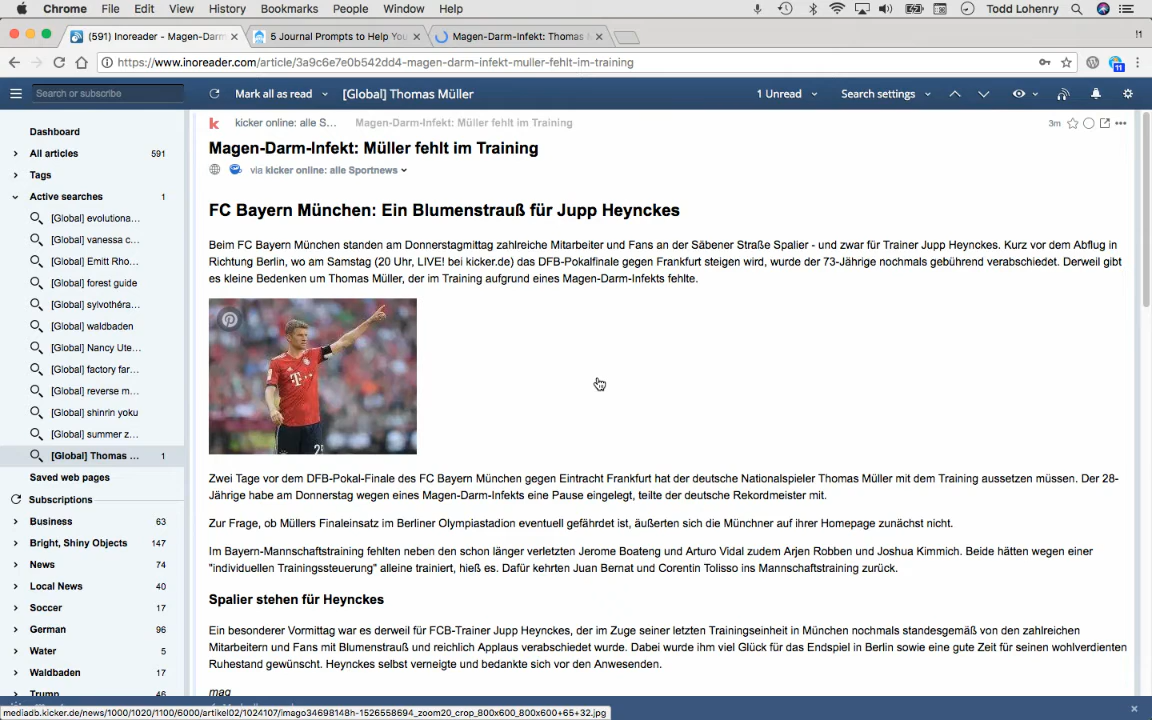 Chrome File Edit View History Bookmarks People Window Help Todd Lohenry
(591) Inoreader - Magen-Darm 5 Journal Prompts to Help You Magen-Darm-Infekt: Thomas M
https://www.inoreader.com/article/3a9c6e7e0b542dd4-magen-darm-infekt-muller-fehlt-im-training
11
Search or subscribe Mark all as read [Global] Thomas Müller 1 Unread Search settings
Dashboard
All articles 591
Tags
Active searches 1
[Global] evolutiona...
[Global] vanessa c...
[Global] Emitt Rho...
[Global] forest guide
[Global] sylvothéra...
[Global] waldbaden
[Global] Nancy Ute...
[Global] factory far...
[Global] reverse m...
[Global] shinrin yoku
[Global] summer z...
[Global] Thomas ... 1
Saved web pages
Subscriptions
Business 63
Bright, Shiny Objects 147
News 74
Local News 40
Soccer 17
German 96
Water 5
Waldbaden 17
Trump 46
k kicker online: alle S... Magen-Darm-Infekt: Müller fehlt im Training 3m
Magen-Darm-Infekt: Müller fehlt im Training
via kicker online: alle Sportnews
FC Bayern München: Ein Blumenstrauß für Jupp Heynckes
Beim FC Bayern München standen am Donnerstagmittag zahlreiche Mitarbeiter und Fans an der Säbener Straße Spalier - und zwar für Trainer Jupp Heynckes. Kurz vor dem Abflug in
Richtung Berlin, wo am Samstag (20 Uhr, LIVE! bei kicker.de) das DFB-Pokalfinale gegen Frankfurt steigen wird, wurde der 73-Jährige nochmals gebührend verabschiedet. Derweil gibt
es kleine Bedenken um Thomas Müller, der im Training aufgrund eines Magen-Darm-Infekts fehlte.
Zwei Tage vor dem DFB-Pokal-Finale des FC Bayern München gegen Eintracht Frankfurt hat der deutsche Nationalspieler Thomas Müller mit dem Training aussetzen müssen. Der 28-
Jährige habe am Donnerstag wegen eines Magen-Darm-Infekts eine Pause eingelegt, teilte der deutsche Rekordmeister mit.
Zur Frage, ob Müllers Finaleinsatz im Berliner Olympiastadion eventuell gefährdet ist, äußerten sich die Münchner auf ihrer Homepage zunächst nicht.
Im Bayern-Mannschaftstraining fehlten neben den schon länger verletzten Jerome Boateng und Arturo Vidal zudem Arjen Robben und Joshua Kimmich. Beide hätten wegen einer
"individuellen Trainingssteuerung" alleine trainiert, hieß es. Dafür kehrten Juan Bernat und Corentin Tolisso ins Mannschaftstraining zurück.
Spalier stehen für Heynckes
Ein besonderer Vormittag war es derweil für FCB-Trainer Jupp Heynckes, der im Zuge seiner letzten Trainingseinheit in München nochmals standesgemäß von den zahlreichen
Mitarbeitern und Fans mit Blumenstrauß und reichlich Applaus verabschiedet wurde. Dabei wurde ihm viel Glück für das Endspiel in Berlin sowie eine gute Zeit für seinen wohlverdienten
Ruhestand gewünscht. Heynckes selbst verneigte und bedankte sich vor den Anwesenden.
mag
mediadb.kicker.de/news/1000/1020/1100/6000/artikel02/1024107/imago34698148h-1526558694_zoom20_crop_800x600_800x600+65+32.jpg